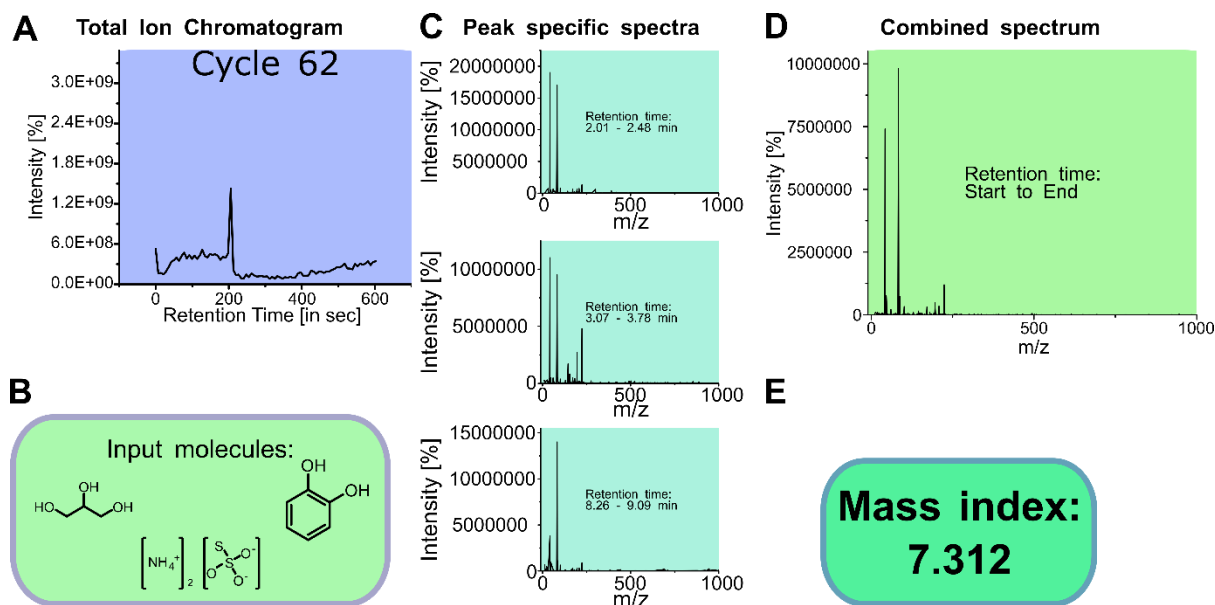 A
Total Ion Chromatogram
Cycle 62
Intensity [%]
3.0E+09
2.4E+09
1.8E+09
1.2E+09
6.0E+08
0.0E+00
0
200
400
600
Retention Time [in sec]
B
Input molecules:
OH
HO
OH
OH
OH
[NH4+]2 [S S O- O O-]
C
Peak specific spectra
Intensity [%]
20000000
15000000
10000000
5000000
0
Retention time:
2.01 - 2.48 min
0
500
1000
m/z
Intensity [%]
10000000
5000000
0
Retention time:
3.07 - 3.78 min
0
500
1000
m/z
Intensity [%]
15000000
10000000
5000000
0
Retention time:
8.26 - 9.09 min
0
500
1000
m/z
D
Combined spectrum
Intensity [%]
10000000
7500000
5000000
2500000
0
Retention time:
Start to End
0
500
1000
m/z
E
Mass index:
7.312